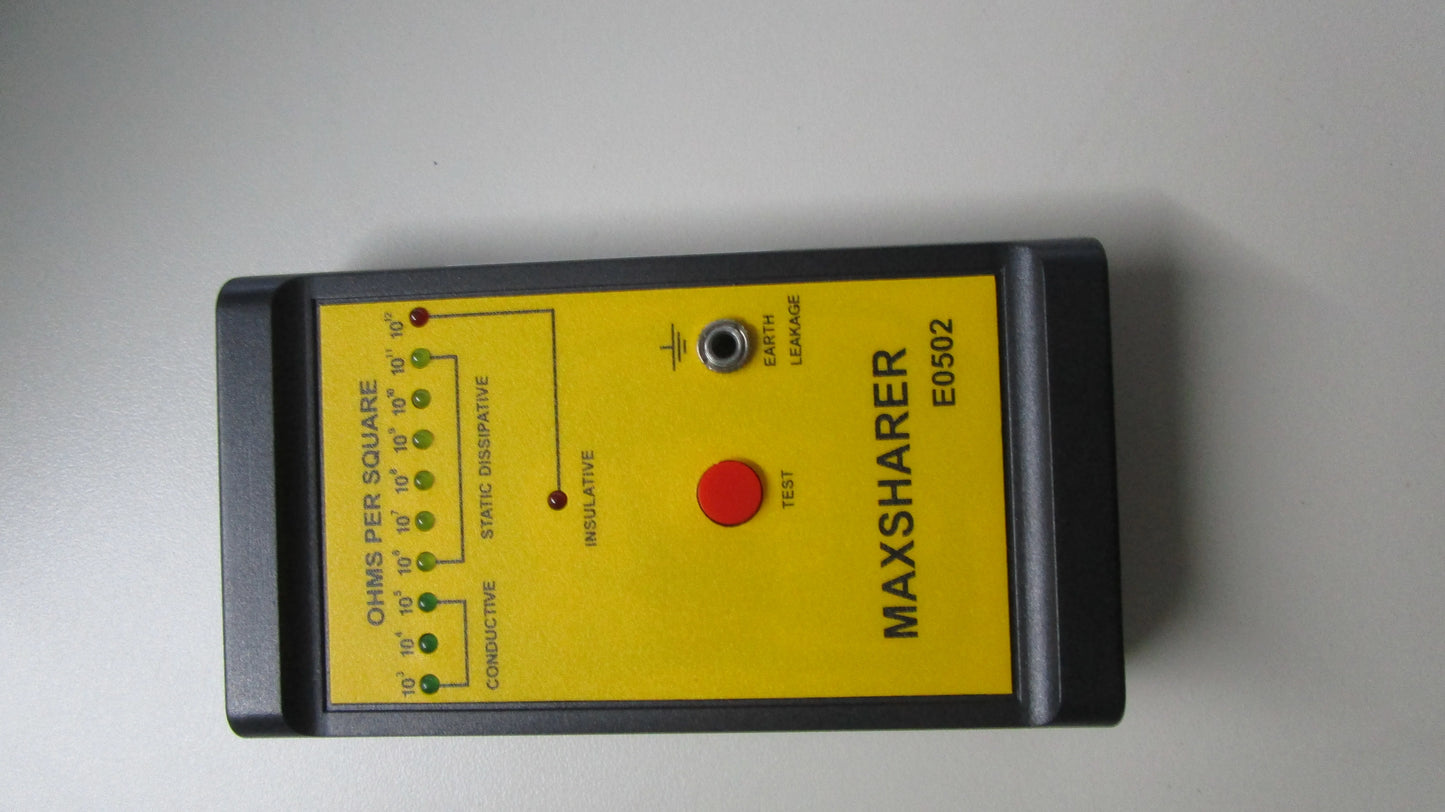 OHMS PER SQUARE
10³ 10⁴ 10⁵ 10⁶ 10⁷ 10⁸ 10⁹ 10¹⁰ 10¹¹ 10¹²
CONDUCTIVE STATIC DISSIPATIVE
INSULATIVE
TEST
EARTH
LEAKAGE
MAXSHARER
E0502